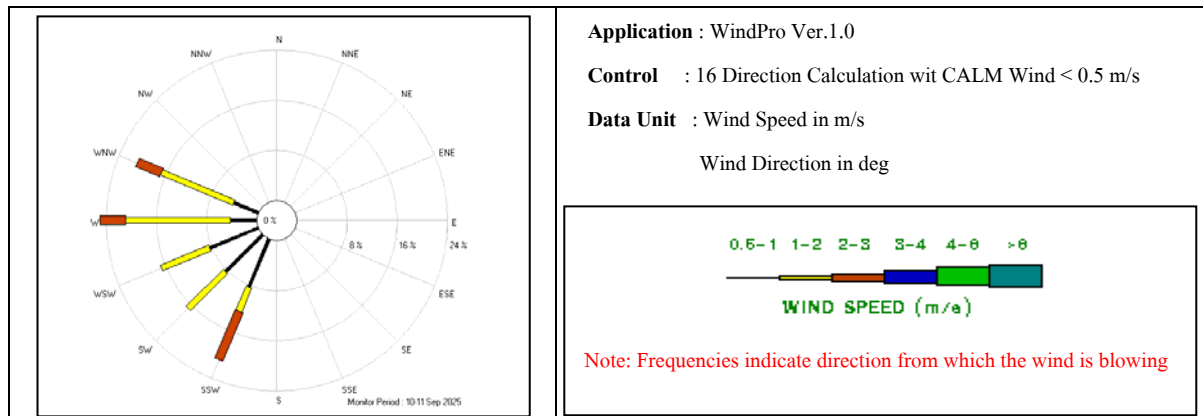 N
NNW
NNE
NW
NE
WNW
ENE
W
0 %
E
8 %
16 %
24 %
WSW
ESE
SW
SE
SSW
SSE
S
Monitor Period : 10-11 Sep 2025
Application : WindPro Ver.1.0
Control : 16 Direction Calculation wit CALM Wind < 0.5 m/s
Data Unit : Wind Speed in m/s
Wind Direction in deg
0.5-1 1-2 2-3 3-4 4-6 >6
WIND SPEED (m/s)
Note: Frequencies indicate direction from which the wind is blowing